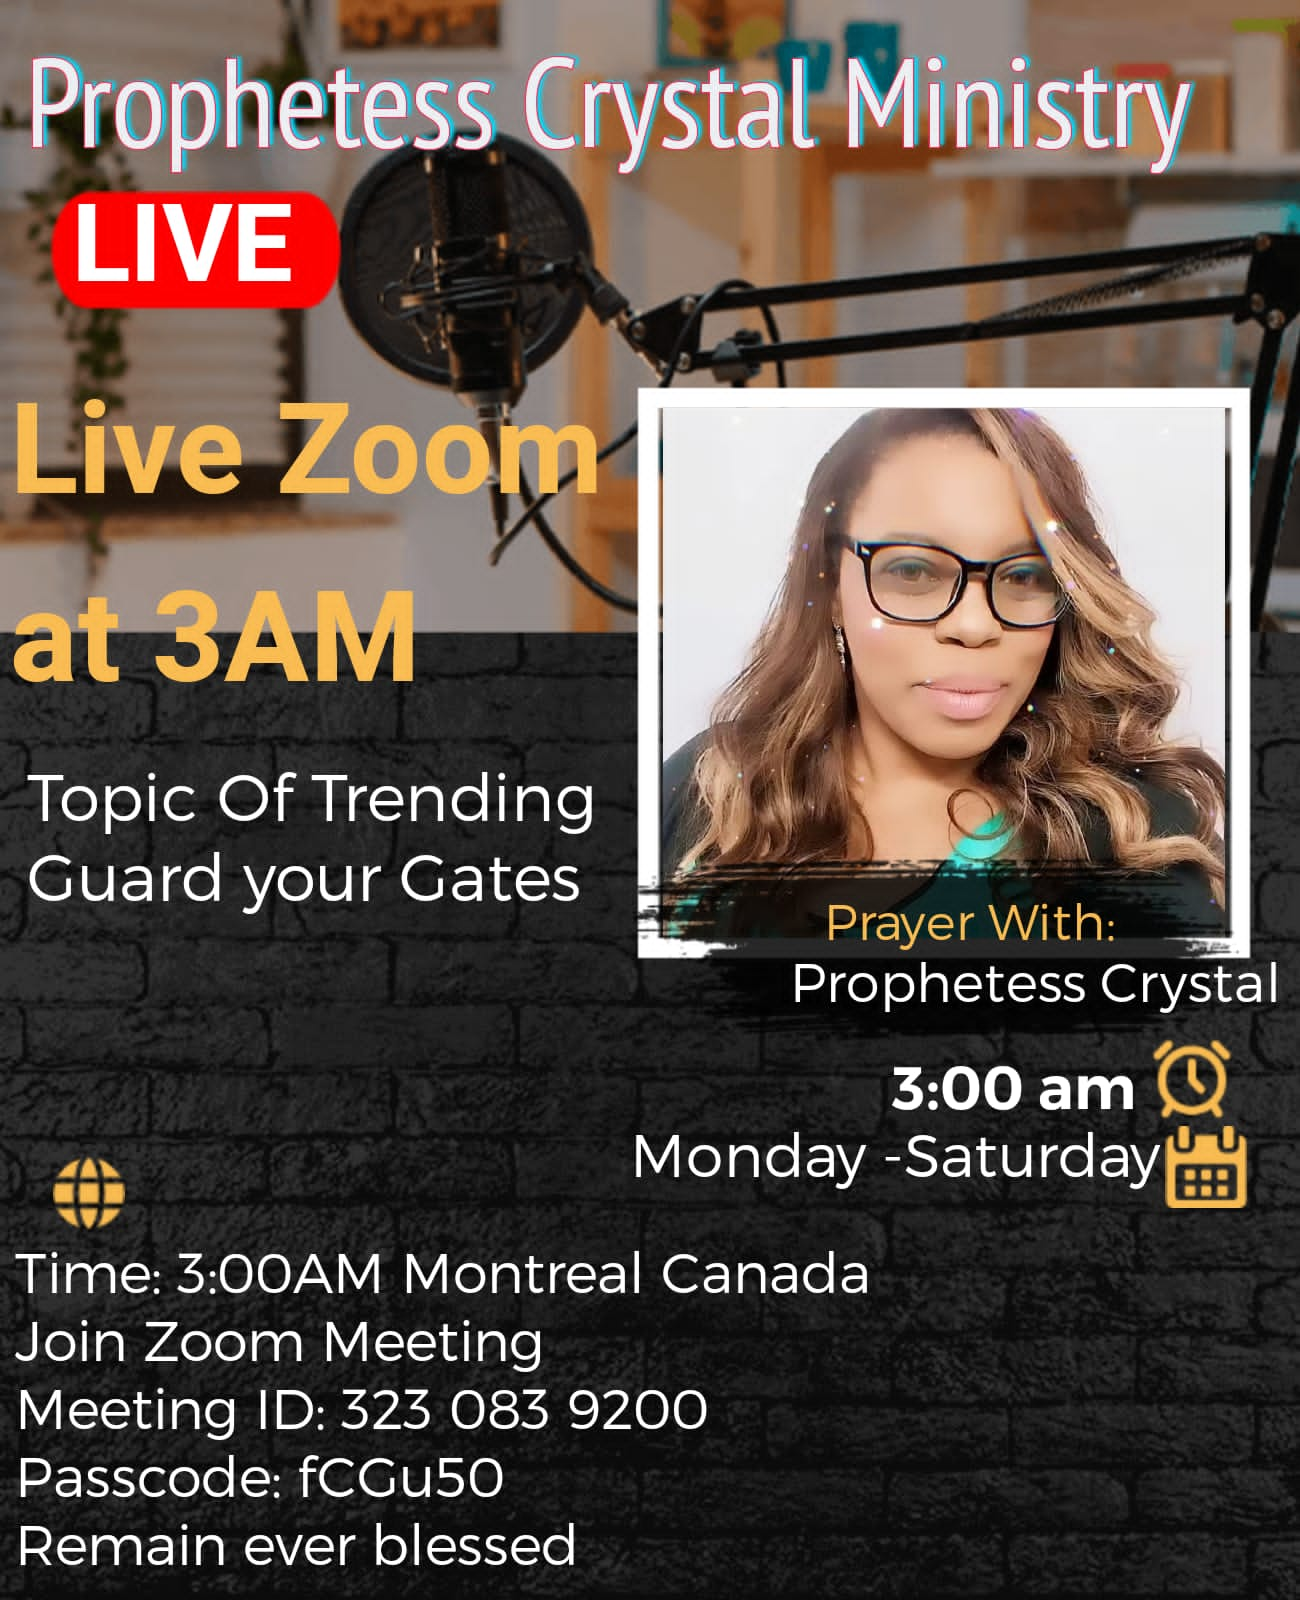 Prophetess Crystal Ministry
LIVE
Live Zoom
at 3AM
Topic Of Trending
Guard your Gates
Prayer With:
Prophetess Crystal
3:00 am
Monday -Saturday
Time: 3:00AM Montreal Canada
Join Zoom Meeting
Meeting ID: 323 083 9200
Passcode: fCGu50
Remain ever blessed